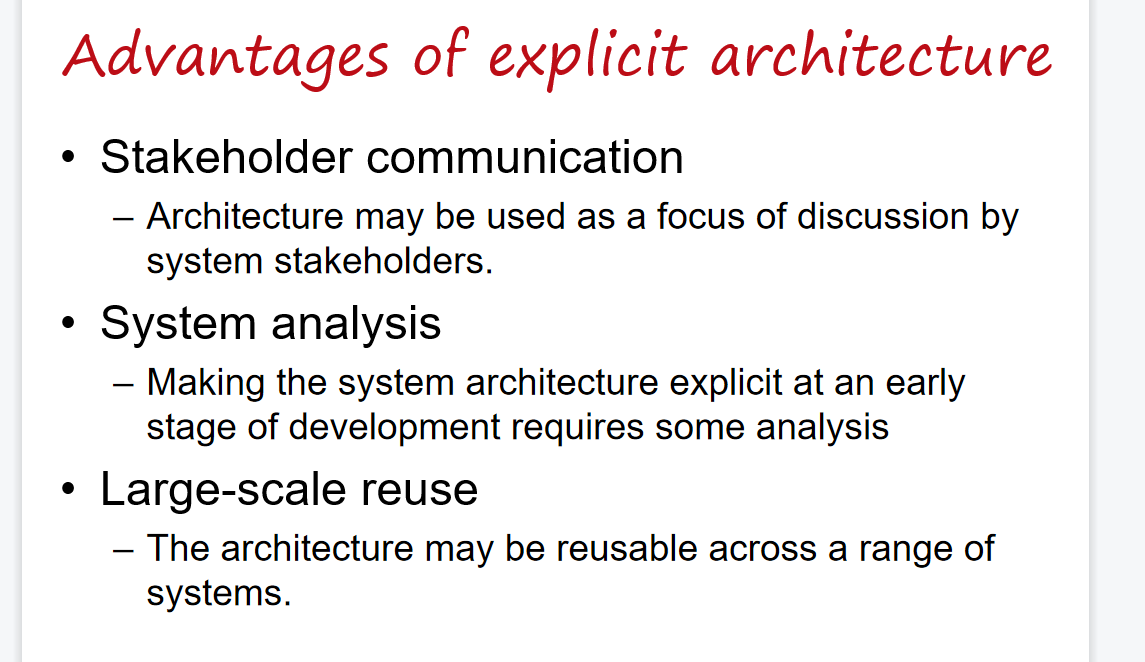 Advantages of explicit architecture
• Stakeholder communication
– Architecture may be used as a focus of discussion by
system stakeholders.
• System analysis
– Making the system architecture explicit at an early
stage of development requires some analysis
• Large-scale reuse
– The architecture may be reusable across a range of
systems.